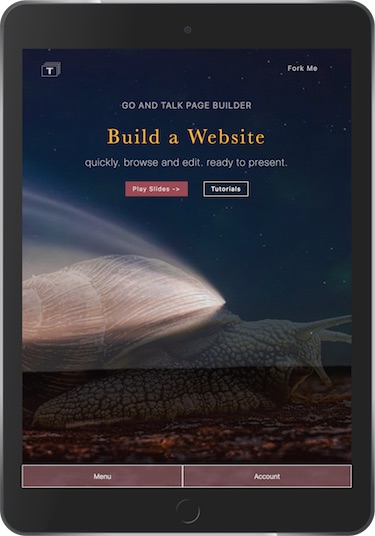 T
Fork Me
GO AND TALK PAGE BUILDER
Build a Website
quickly. browse and edit. ready to present.
Play Slides ->
Tutorials
Menu
Account